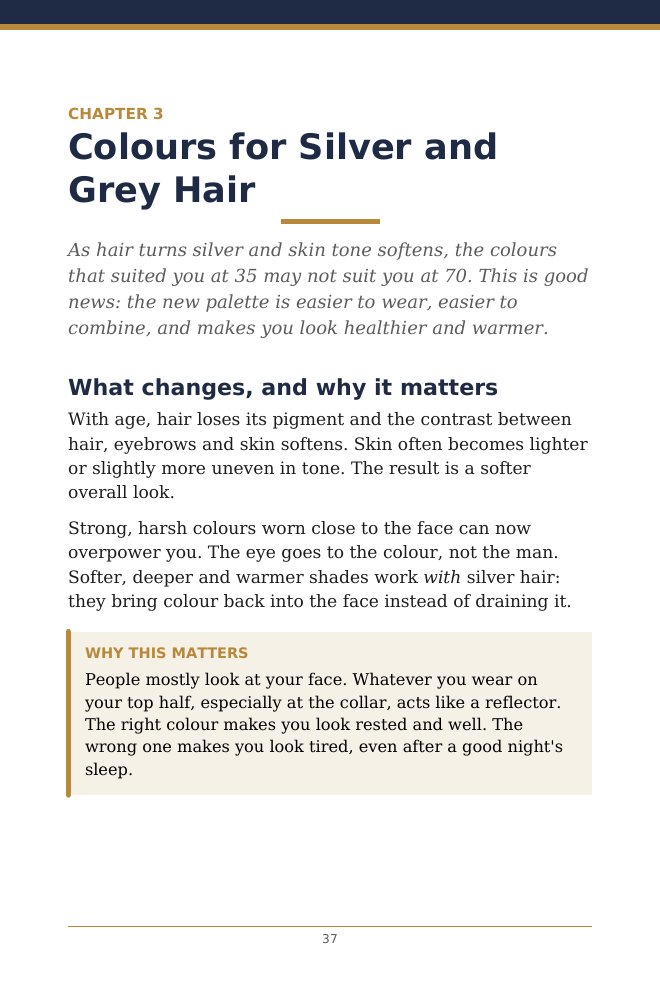 CHAPTER 3
Colours for Silver and
Grey Hair
As hair turns silver and skin tone softens, the colours
that suited you at 35 may not suit you at 70. This is good
news: the new palette is easier to wear, easier to
combine, and makes you look healthier and warmer.
What changes, and why it matters
With age, hair loses its pigment and the contrast between
hair, eyebrows and skin softens. Skin often becomes lighter
or slightly more uneven in tone. The result is a softer
overall look.
Strong, harsh colours worn close to the face can now
overpower you. The eye goes to the colour, not the man.
Softer, deeper and warmer shades work with silver hair:
they bring colour back into the face instead of draining it.
WHY THIS MATTERS
People mostly look at your face. Whatever you wear on
your top half, especially at the collar, acts like a reflector.
The right colour makes you look rested and well. The
wrong one makes you look tired, even after a good night's
sleep.
37